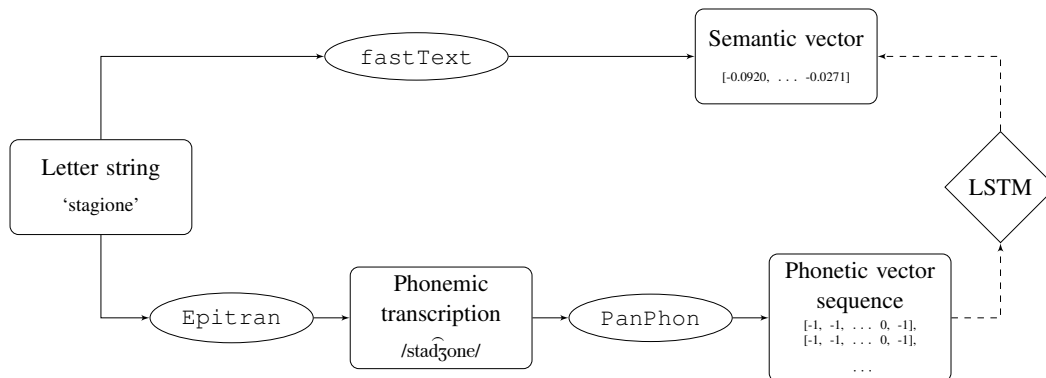 fastText
Semantic vector
[-0.0920, ... -0.0271]
Letter string
‘stagione’
LSTM
Epitran
Phonemic
transcription
/stad͡ʒone/
PanPhon
Phonetic vector
sequence
[-1, -1, ... 0, -1],
[-1, -1, ... 0, -1],
...